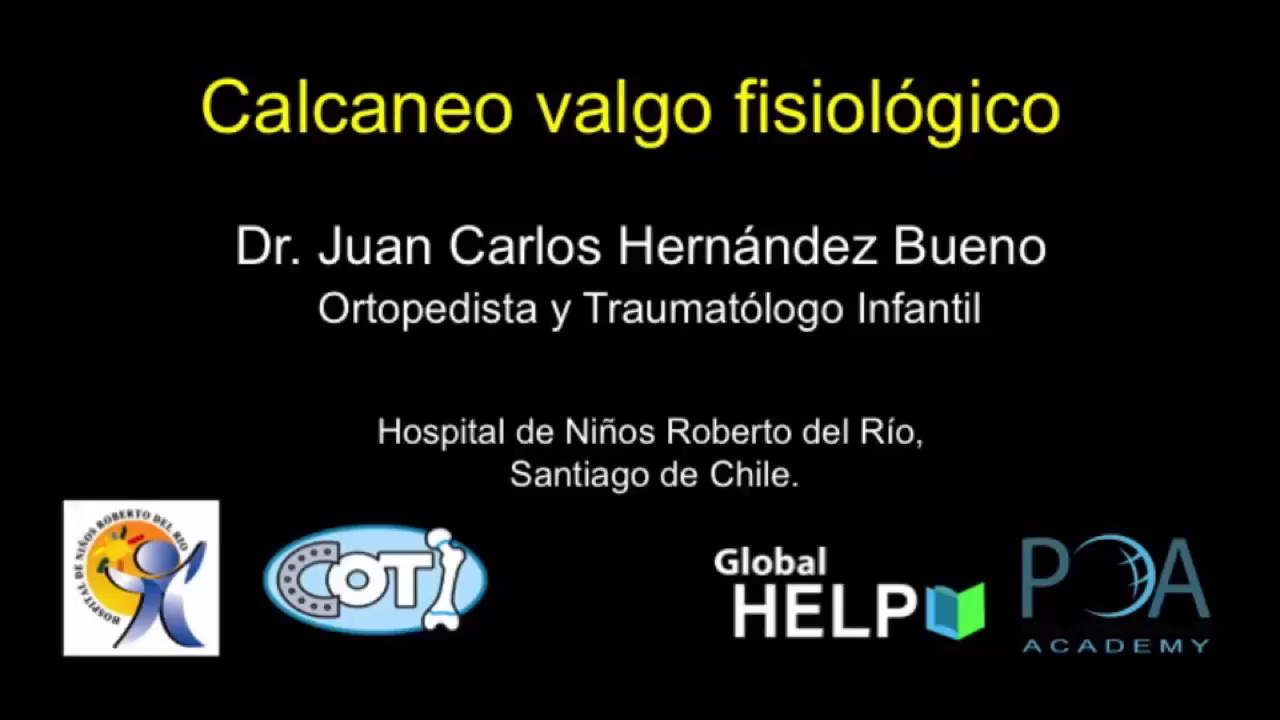 Calcaneo valgo fisiológico
Dr. Juan Carlos Hernández Bueno
Ortopedista y Traumatólogo Infantil
Hospital de Niños Roberto del Río,
Santiago de Chile.
HOSPITAL DE NIÑOS ROBERTO DEL RIO
COTI
Global
HELP
POA
ACADEMY